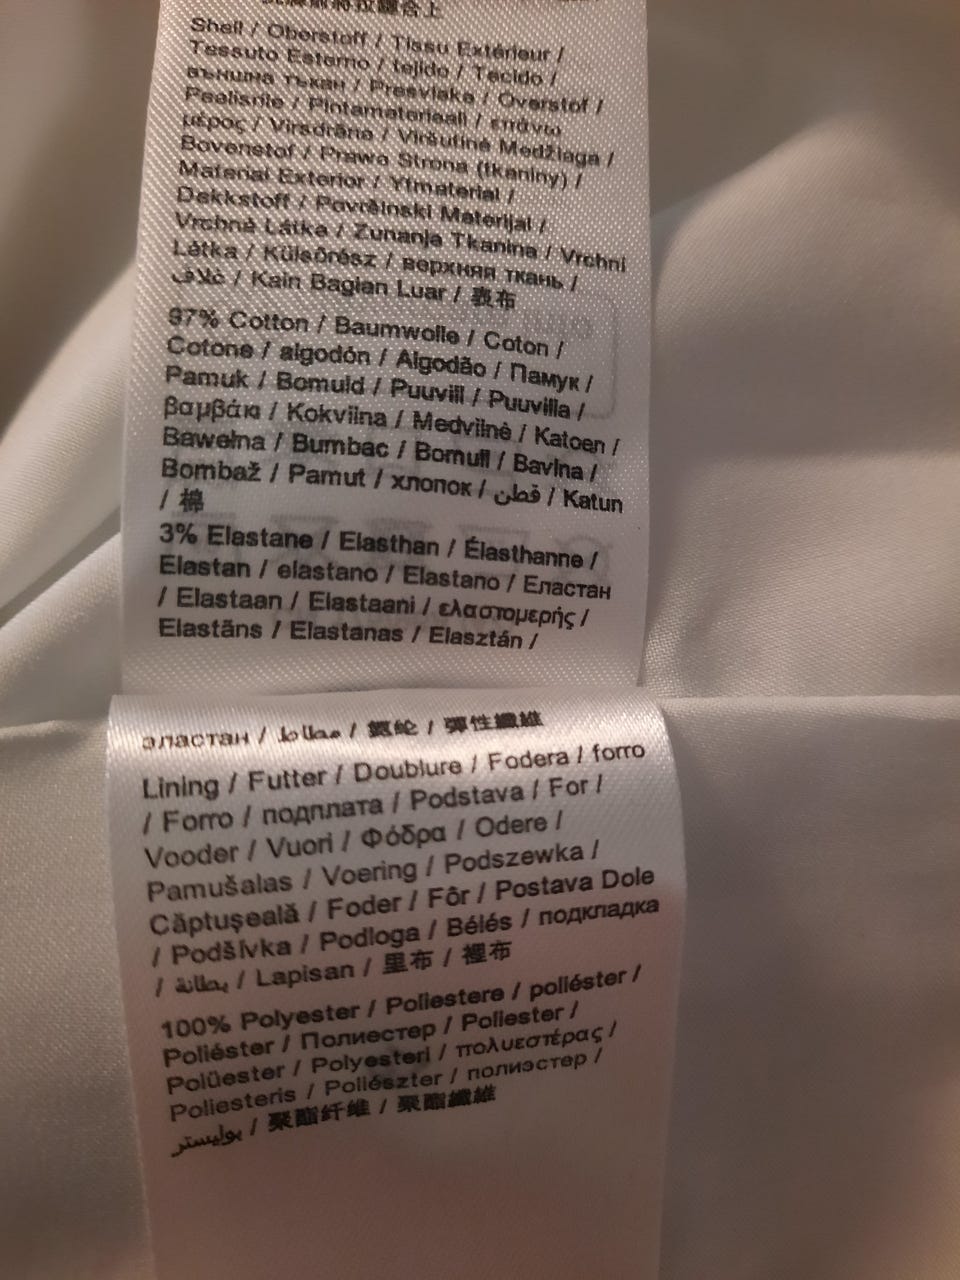 Shell / Oberstoff / Tissu Extérieur /
Tessuto Esterno / tejido / Tecido /
външна тъкан / Presvlaka / Overstof /
Pealisriie / Pintamateriaali / επάνω
μέρος / Virsdrāna / Viršutinė Medžiaga /
Bovenstof / Prawa Strona (tkaniny) /
Material Exterior / Ytmaterial /
Dekkstoff / Površinski Materijal /
Vrchná Látka / Zunanja Tkanina / Vrchní
Látka / Külsőrész / верхняя ткань /
غلاف / Kain Bagian Luar / 表布
97% Cotton / Baumwolle / Coton /
Cotone / algodón / Algodão / Памук /
Pamuk / Bomuld / Puuvill / Puuvilla /
βαμβάκι / Kokvilna / Medvilnė / Katoen /
Bawełna / Bumbac / Bomull / Bavlna /
Bombaž / Pamut / хлопок / قطن / Katun
/ 棉
3% Elastane / Elasthan / Élasthanne /
Elastan / elastano / Elastano / Еластан
/ Elastaan / Elastaani / ελαστομερής /
Elastāns / Elastanas / Elasztán /
эластан / مطاط / 氨纶 / 彈性纖維
Lining / Futter / Doublure / Fodera / forro
/ Forro / подплата / Podstava / For /
Vooder / Vuori / Φόδρα / Odere /
Pamušalas / Voering / Podszewka /
Căptuşeală / Foder / Fôr / Postava Dole
/ Podšívka / Podloga / Bélés / подкладка
/ بطانة / Lapisan / 里布 / 裡布
100% Polyester / Poliestere / poliéster /
Poliéster / Полиестер / Poliester /
Polüester / Polyesteri / πολυεστέρας /
Poliesteris / Poliészter / полиэстер /
بوليستر / 聚酯纤维 / 聚酯纖維